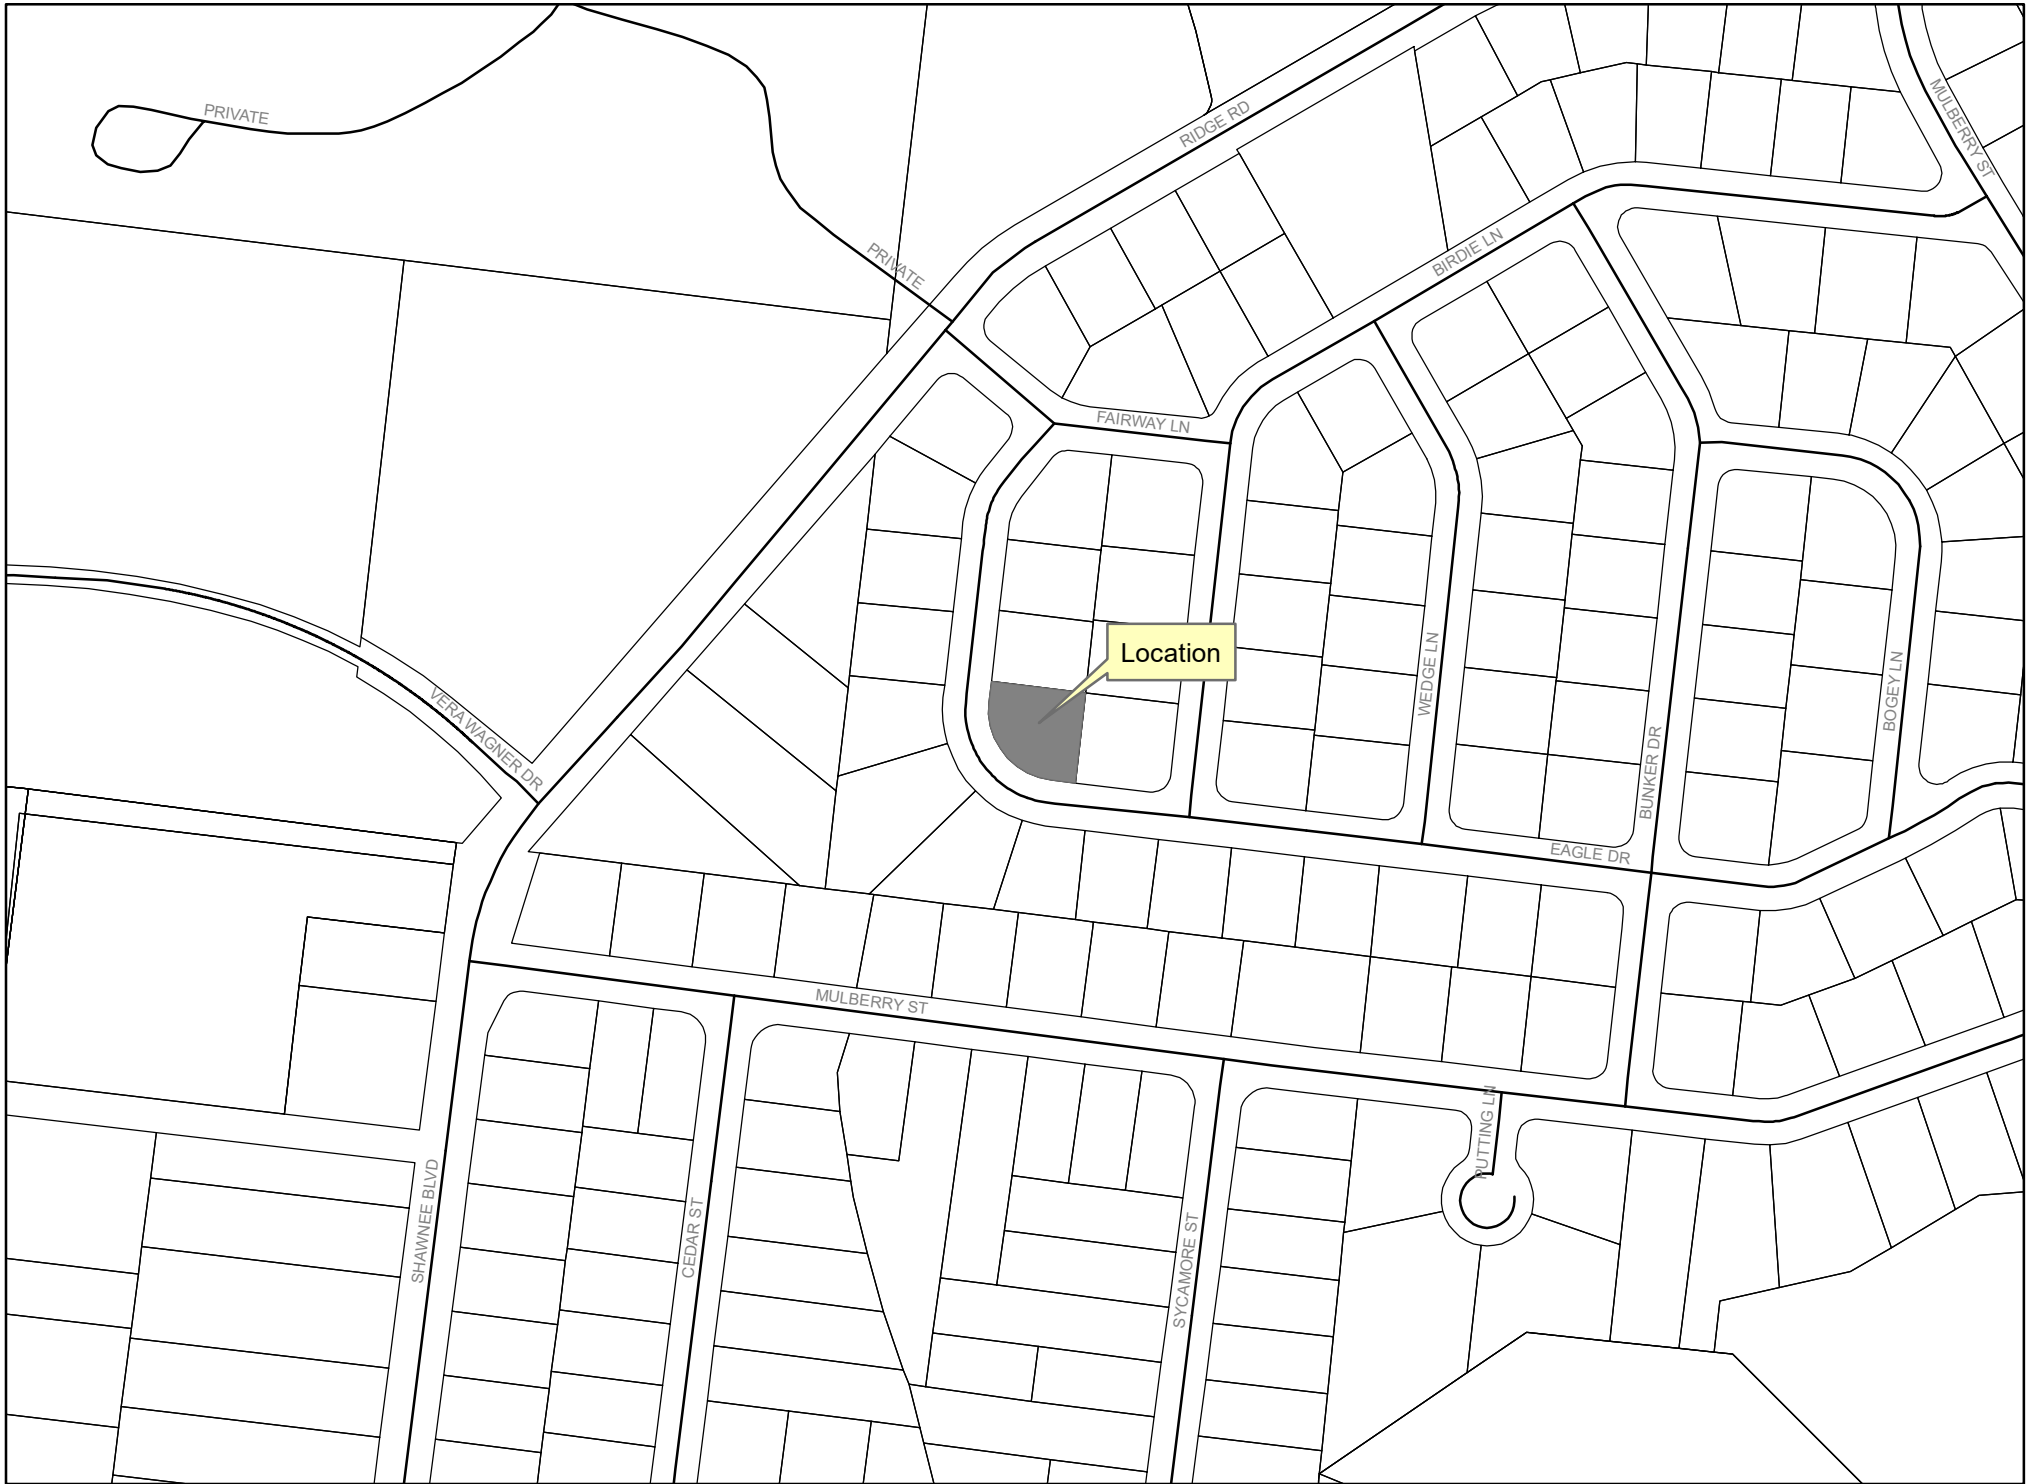 PRIVATE
RIDGE RD
MULBERRY ST
PRIVATE
BIRDIE LN
FAIRWAY LN
Location
WEDGE LN
BOGEY LN
VERA WAGNER DR
BUNKER DR
EAGLE DR
MULBERRY ST
PUTTING LN
SHAWNEE BLVD
CEDAR ST
SYCAMORE ST